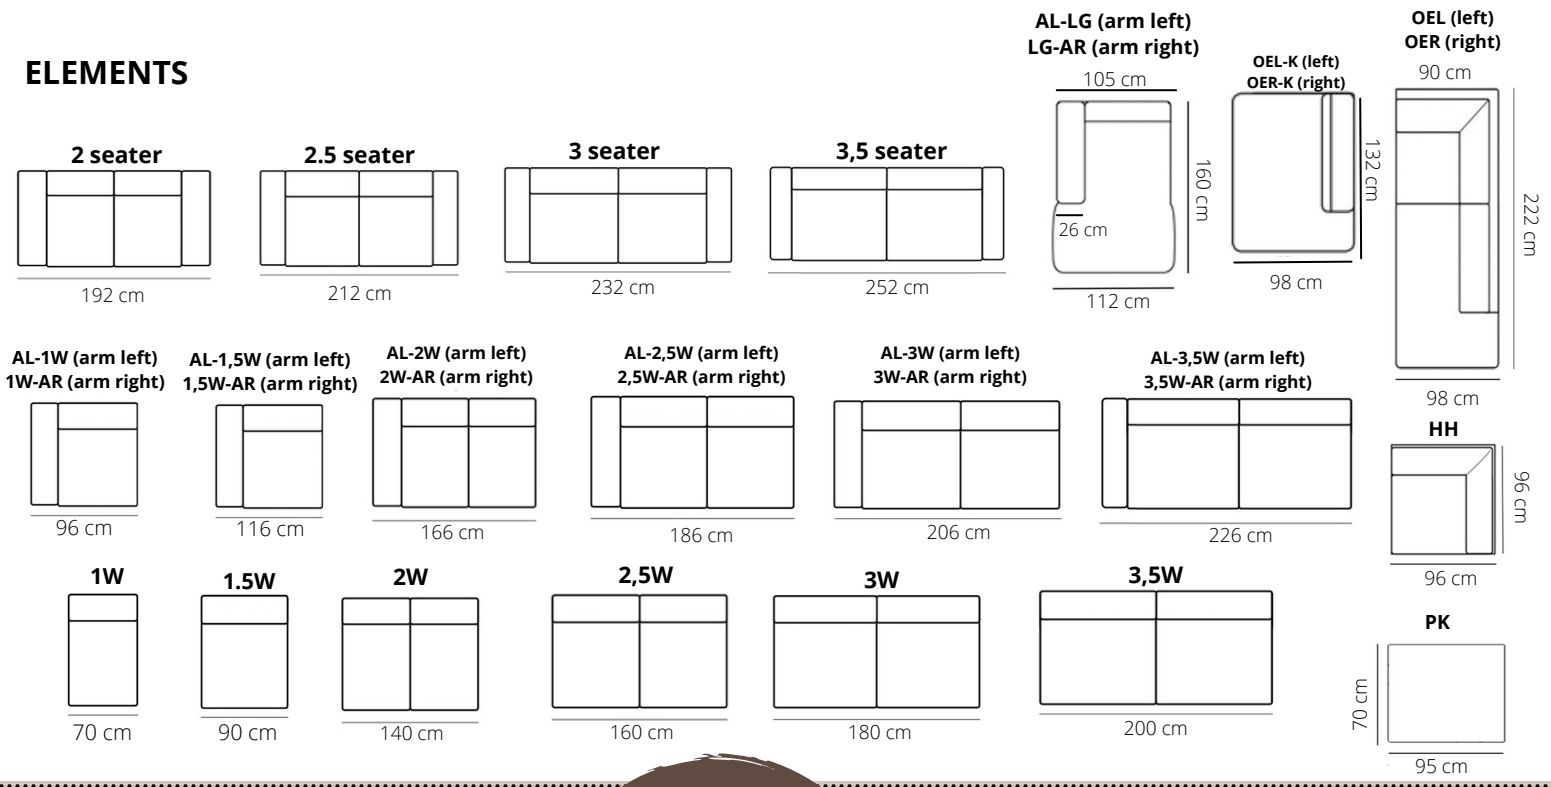 ELEMENTS
2 seater
192 cm
2.5 seater
212 cm
3 seater
232 cm
3,5 seater
252 cm
AL-LG (arm left)
LG-AR (arm right)
105 cm
160 cm
26 cm
112 cm
OEL-K (left)
OER-K (right)
132 cm
98 cm
OEL (left)
OER (right)
90 cm
222 cm
98 cm
AL-1W (arm left)
1W-AR (arm right)
96 cm
AL-1,5W (arm left)
1,5W-AR (arm right)
116 cm
AL-2W (arm left)
2W-AR (arm right)
166 cm
AL-2,5W (arm left)
2,5W-AR (arm right)
186 cm
AL-3W (arm left)
3W-AR (arm right)
206 cm
AL-3,5W (arm left)
3,5W-AR (arm right)
226 cm
HH
96 cm
96 cm
1W
70 cm
1.5W
90 cm
2W
140 cm
2,5W
160 cm
3W
180 cm
3,5W
200 cm
PK
70 cm
95 cm